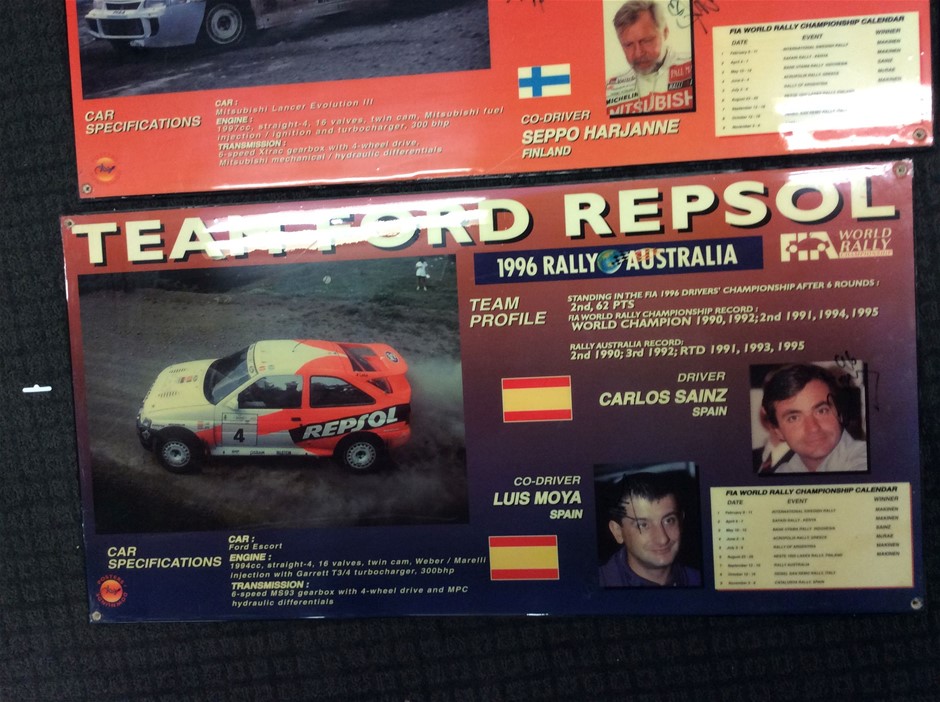 CAR
SPECIFICATIONS
CAR :
Mitsubishi Lancer Evolution III
ENGINE :
1997cc, straight-4, 16 valves, twin cam, Mitsubishi fuel
injection / ignition and turbocharger, 300 bhp
TRANSMISSION :
6-speed Xtrac gearbox with 4-wheel drive,
Mitsubishi mechanical / hydraulic differentials
MICHELIN
MITSUBISH
CO-DRIVER
SEPPO HARJANNE
FINLAND
FIA WORLD RALLY CHAMPIONSHIP CALENDAR
DATE EVENT WINNER
TEAM FORD REPSOL
1996 RALLY AUSTRALIA
FIA WORLD
RALLY
CHAMPIONSHIP
TEAM
PROFILE
STANDING IN THE FIA 1996 DRIVERS' CHAMPIONSHIP AFTER 6 ROUNDS :
2nd, 62 PTS
FIA WORLD RALLY CHAMPIONSHIP RECORD :
WORLD CHAMPION 1990, 1992; 2nd 1991, 1994, 1995
RALLY AUSTRALIA RECORD:
2nd 1990; 3rd 1992; RTD 1991, 1993, 1995
4
REPSOL
DRIVER
CARLOS SAINZ
SPAIN
CO-DRIVER
LUIS MOYA
SPAIN
CAR
SPECIFICATIONS
CAR :
Ford Escort
ENGINE :
1994cc, straight-4, 16 valves, twin cam, Weber / Marelli
injection with Garrett T3/4 turbocharger, 300bhp
TRANSMISSION :
6-speed MS93 gearbox with 4-wheel drive and MPC
hydraulic differentials
FIA WORLD RALLY CHAMPIONSHIP CALENDAR
DATE EVENT WINNER